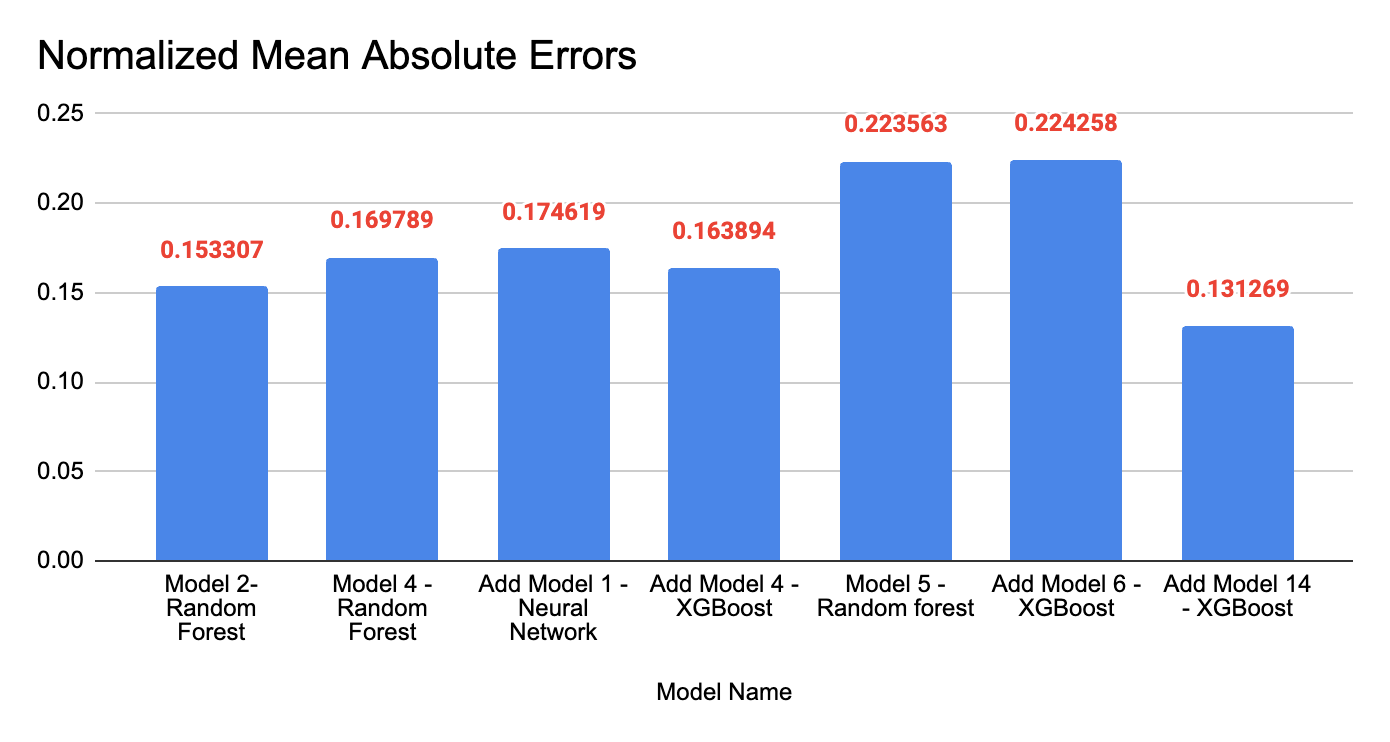 Normalized Mean Absolute Errors
0.25
0.20
0.15
0.10
0.05
0.00
0.153307
0.169789
0.174619
0.163894
0.223563
0.224258
0.131269
Model 2-
Random
Forest
Model 4 -
Random
Forest
Add Model 1 -
Neural
Network
Add Model 4 -
XGBoost
Model 5 -
Random forest
Add Model 6 -
XGBoost
Add Model 14
- XGBoost
Model Name